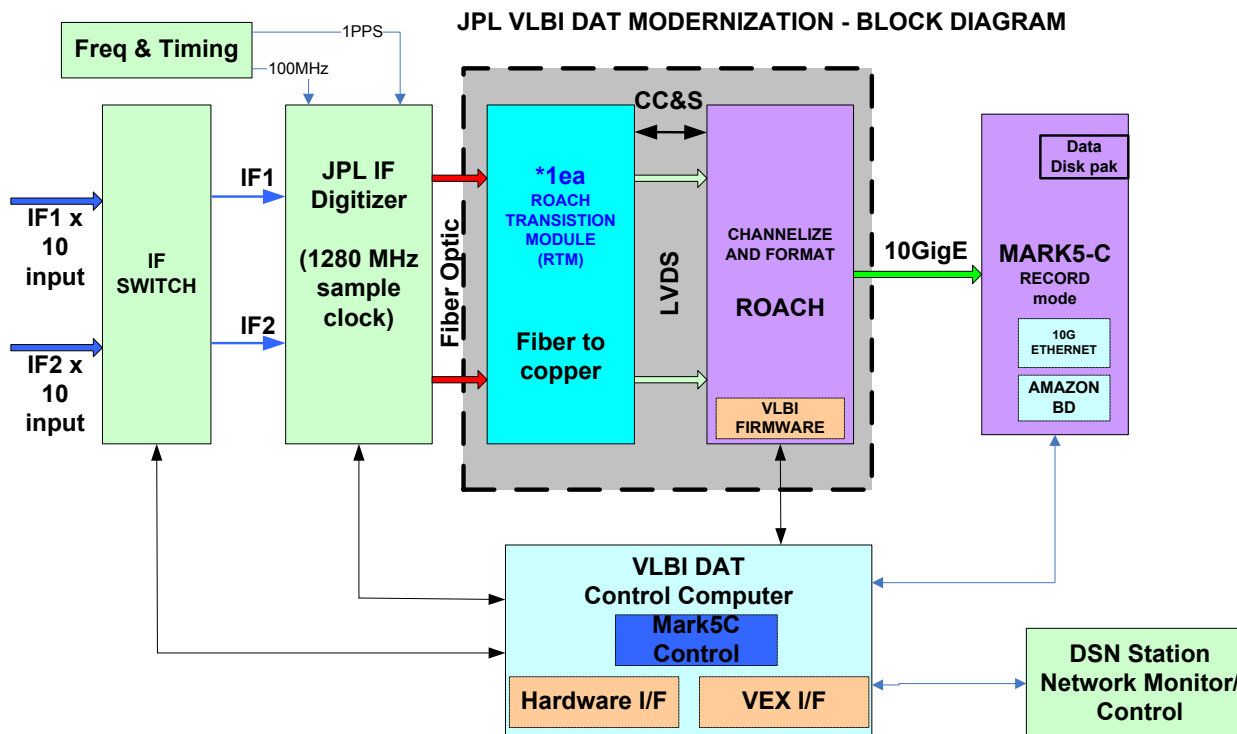 JPL VLBI DAT MODERNIZATION - BLOCK DIAGRAM
Freq & Timing
1PPS
100MHz
IF1 x
10
input
IF2 x
10
input
IF
SWITCH
IF1
IF2
JPL IF
Digitizer
(1280 MHz
sample
clock)
Fiber Optic
*1ea
ROACH
TRANSISTION
MODULE
(RTM)
Fiber to
copper
CC&S
LVDS
CHANNELIZE
AND FORMAT
ROACH
VLBI
FIRMWARE
10GigE
Data
Disk pak
MARK5-C
RECORD
mode
10G
ETHERNET
AMAZON
BD
VLBI DAT
Control Computer
Mark5C
Control
Hardware I/F
VEX I/F
DSN Station
Network Monitor/
Control